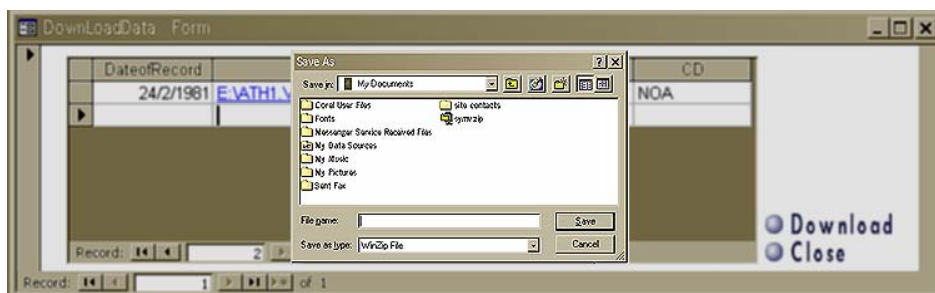 DownLoadData Form
Save As
DateofRecord
CD
Save in: My Documents
24/2/1981 E:\ATH1.V NOA
Corel User Files
Fonts
Messenger Service Received Files
My Data Sources
My Music
My Pictures
Sent Fax
site contacts
symv.zip
File name:
Save
Save as type: WinZip File
Cancel
Download
Close
Record: 2
Record: 1 of 1